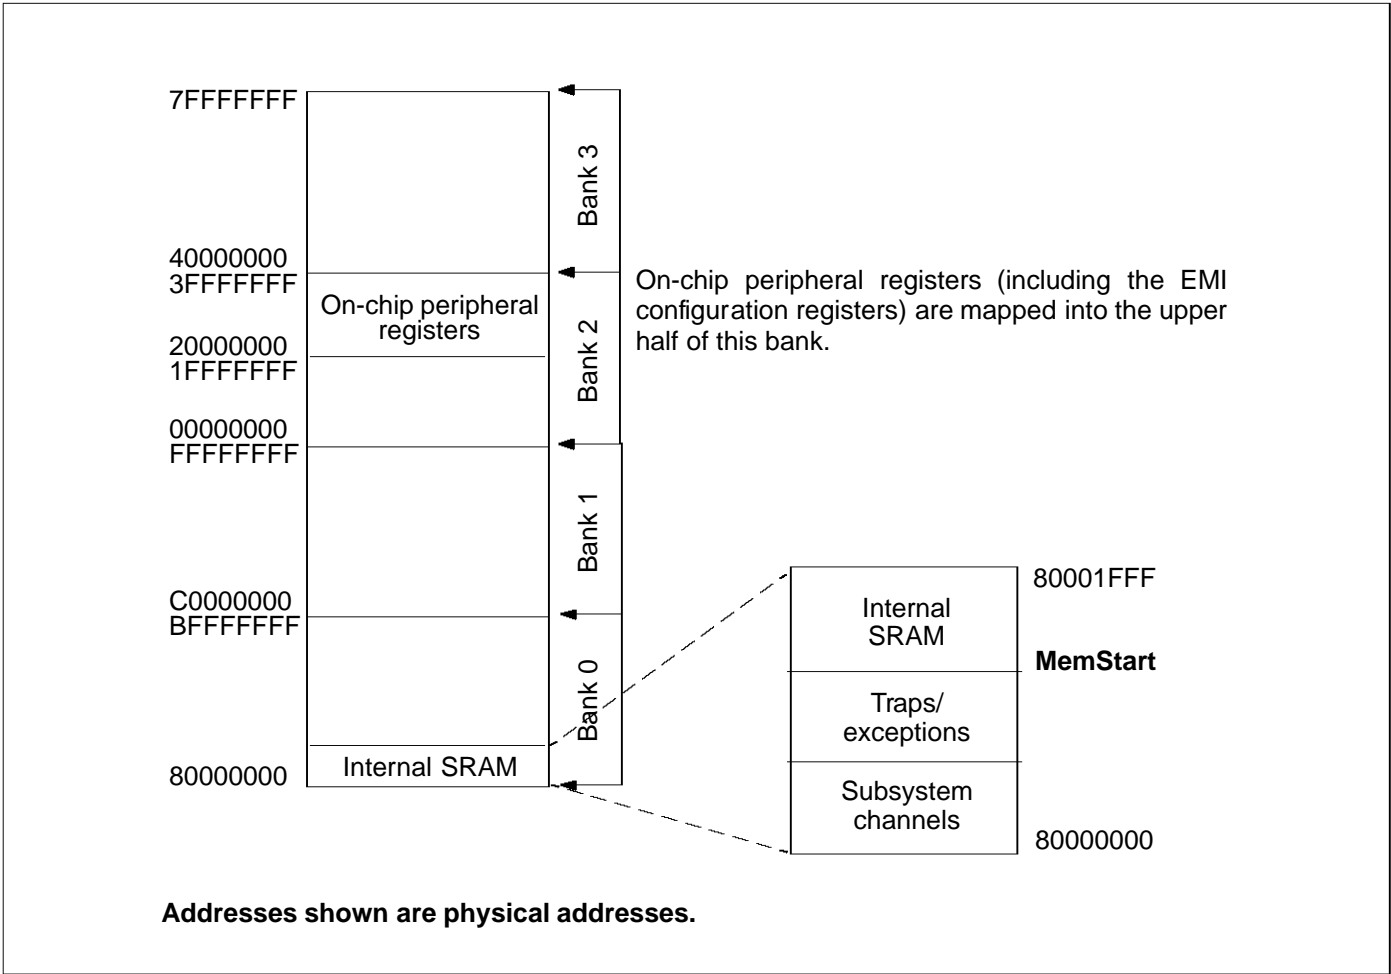 7FFFFFFF
Bank 3
40000000
3FFFFFFF
On-chip peripheral
registers
On-chip peripheral registers (including the EMI
configuration registers) are mapped into the upper
half of this bank.
Bank 2
20000000
1FFFFFFF
00000000
FFFFFFFF
Bank 1
C0000000
BFFFFFFF
Bank 0
Internal SRAM
80000000
80001FFF
Internal
SRAM
MemStart
Traps/
exceptions
Subsystem
channels
80000000
Addresses shown are physical addresses.